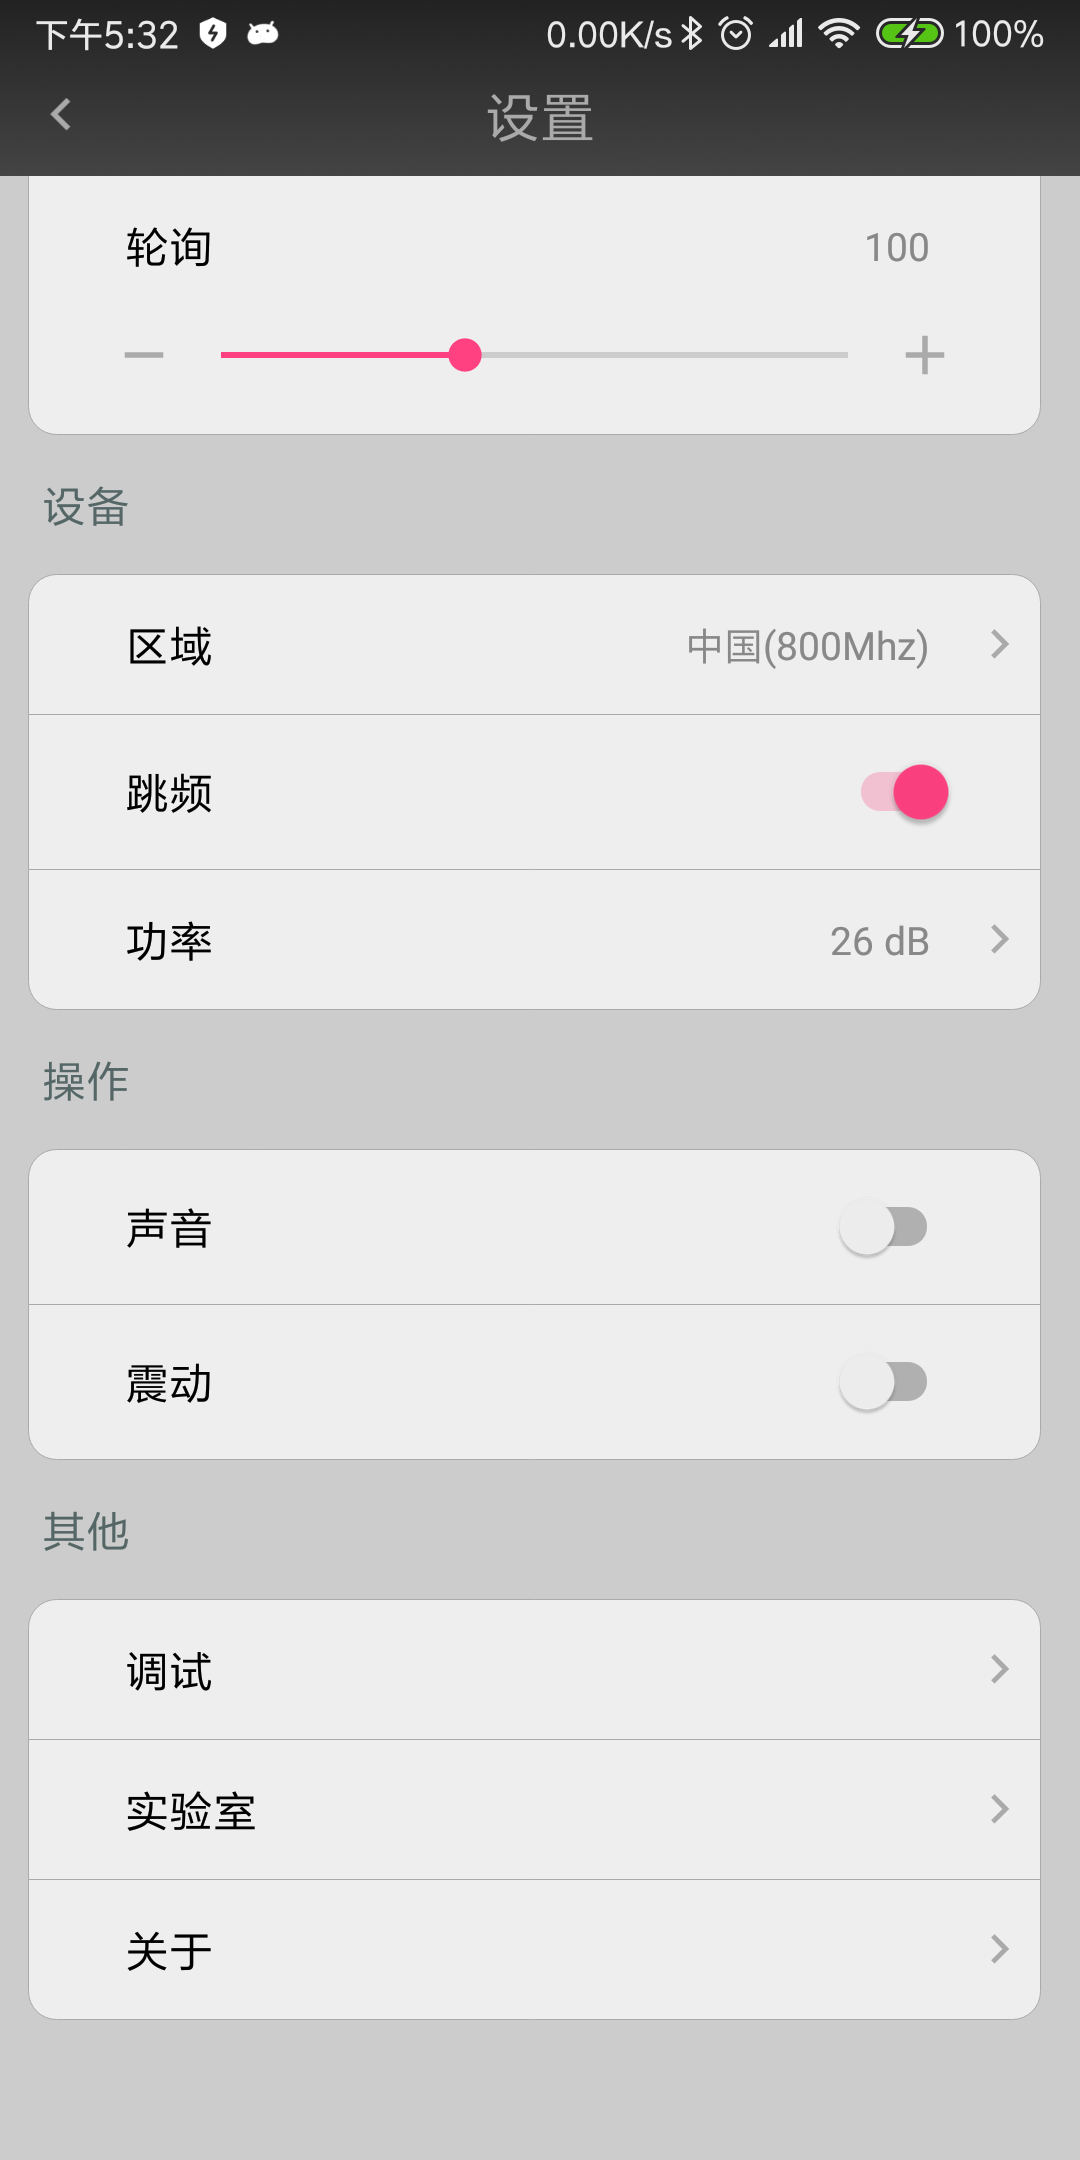 下午5:32 0.00K/s 100%
设置
轮询 100
设备
区域 中国(800Mhz)
跳频
功率 26 dB
操作
声音
震动
其他
调试
实验室
关于